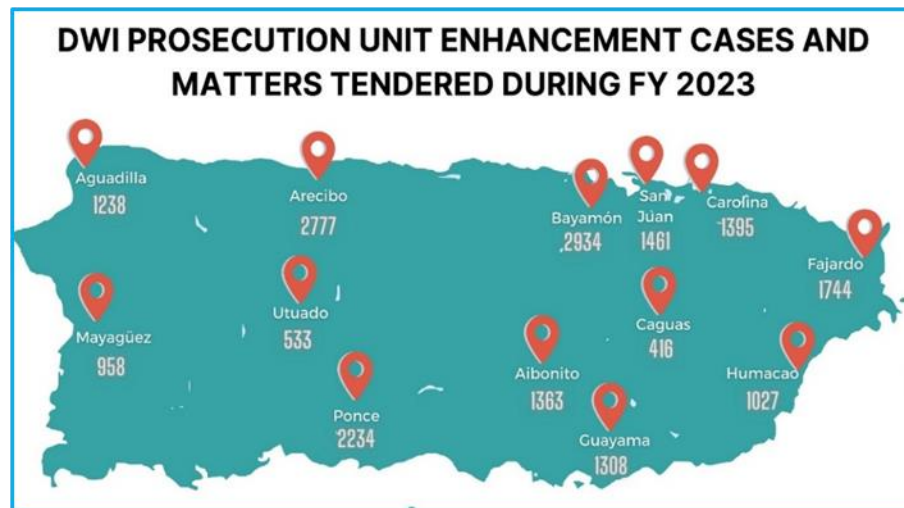 DWI PROSECUTION UNIT ENHANCEMENT CASES AND
MATTERS TENDERED DURING FY 2023
Aguadilla
1238
Arecibo
2777
Bayamón
2934
San
Juan
1461
Carolina
1395
Fajardo
1744
Mayagüez
958
Utuado
533
Caguas
416
Ponce
2234
Aibonito
1363
Humacao
1027
Guayama
1308